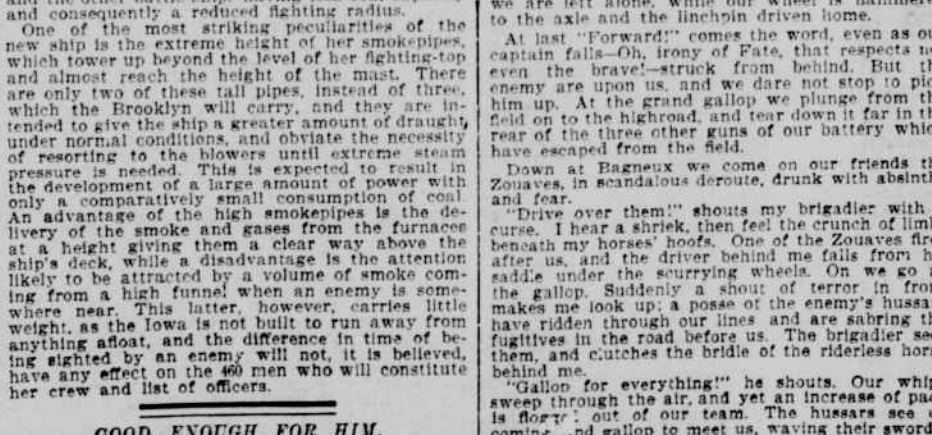 and consequently a reduced fighting radius.
One of the most striking peculiarities of the
new ship is the extreme height of her smokepipes,
which tower up beyond the level of her fighting-top
and almost reach the height of the mast. There
are only two of these tall pipes, instead of three,
which the Brooklyn will carry, and they are in-
tended to give the ship a greater amount of draught,
under normal conditions, and obviate the necessity
of resorting to the blowers until extreme steam
pressure is needed. This is expected to result in
the development of a large amount of power with
only a comparatively small consumption of coal.
An advantage of the high smokepipes is the de-
livery of the smoke and gases from the furnaces
at a height giving them a clear way above the
ship's deck, while a disadvantage is the attention
likely to be attracted by a volume of smoke com-
ing from a high funnel when an enemy is some-
where near. This latter, however, carries little
weight, as the Iowa is not built to run away from
anything afloat, and the difference in time of be-
ing sighted by an enemy will not, it is believed,
have any effect on the 460 men who will constitute
her crew and list of officers.
GOOD ENOUGH FOR HIM.
we are left alone, while our wheel is
to the axle and the linchpin driven home.
At last "Forward!" comes the word, even as
captain falls—Oh, irony of Fate, that respects
even the brave!—struck from behind. But
enemy are upon us, and we dare not stop to
him up. At the grand gallop we plunge from
field on to the highroad, and tear down it far in
rear of the three other guns of our battery
have escaped from the field.
Down at Bagneux we come on our friends
Zouaves, in scandalous deroute, drunk with
and fear.
"Drive over them!" shouts my brigadier with
curse. I hear a shriek, then feel the crunch of
beneath my horses' hoofs. One of the Zouaves
after us, and the driver behind me falls from
saddle under the scurrying wheels. On we go
the gallop. Suddenly a shout of terror in
makes me look up; a posse of the enemy's
have ridden through our lines and are sabring
fugitives in the road before us. The brigadier
them, and clutches the bridle of the riderless
behind me.
"Gallop for everything!" he shouts. Our
sweep through the air, and yet an increase of
is out of our team. The hussars see
gallop to meet us, waving their